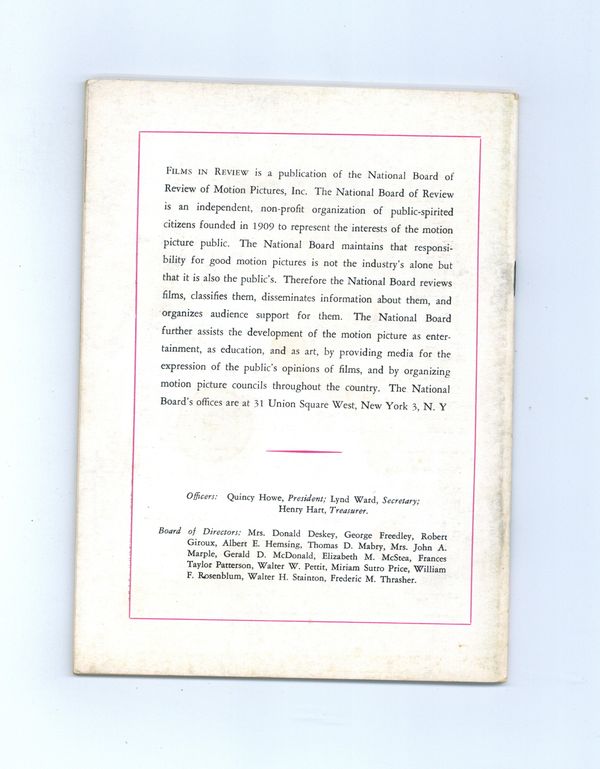 FILMS IN REVIEW is a publication of the National Board of
Review of Motion Pictures, Inc. The National Board of Review
is an independent, non-profit organization of public-spirited
citizens founded in 1909 to represent the interests of the motion
picture public. The National Board maintains that responsi-
bility for good motion pictures is not the industry's alone but
that it is also the public's. Therefore the National Board reviews
films, classifies them, disseminates information about them, and
organizes audience support for them. The National Board
further assists the development of the motion picture as enter-
tainment, as education, and as art, by providing media for the
expression of the public's opinions of films, and by organizing
motion picture councils throughout the country. The National
Board's offices are at 31 Union Square West, New York 3, N. Y
Officers: Quincy Howe, President; Lynd Ward, Secretary;
Henry Hart, Treasurer.
Board of Directors: Mrs. Donald Deskey, George Freedley, Robert
Giroux, Albert E. Hemsing, Thomas D. Mabry, Mrs. John A.
Marple, Gerald D. McDonald, Elizabeth M. McStea, Frances
Taylor Patterson, Walter W. Pettit, Miriam Sutro Price, William
F. Rosenblum, Walter H. Stainton, Frederic M. Thrasher.